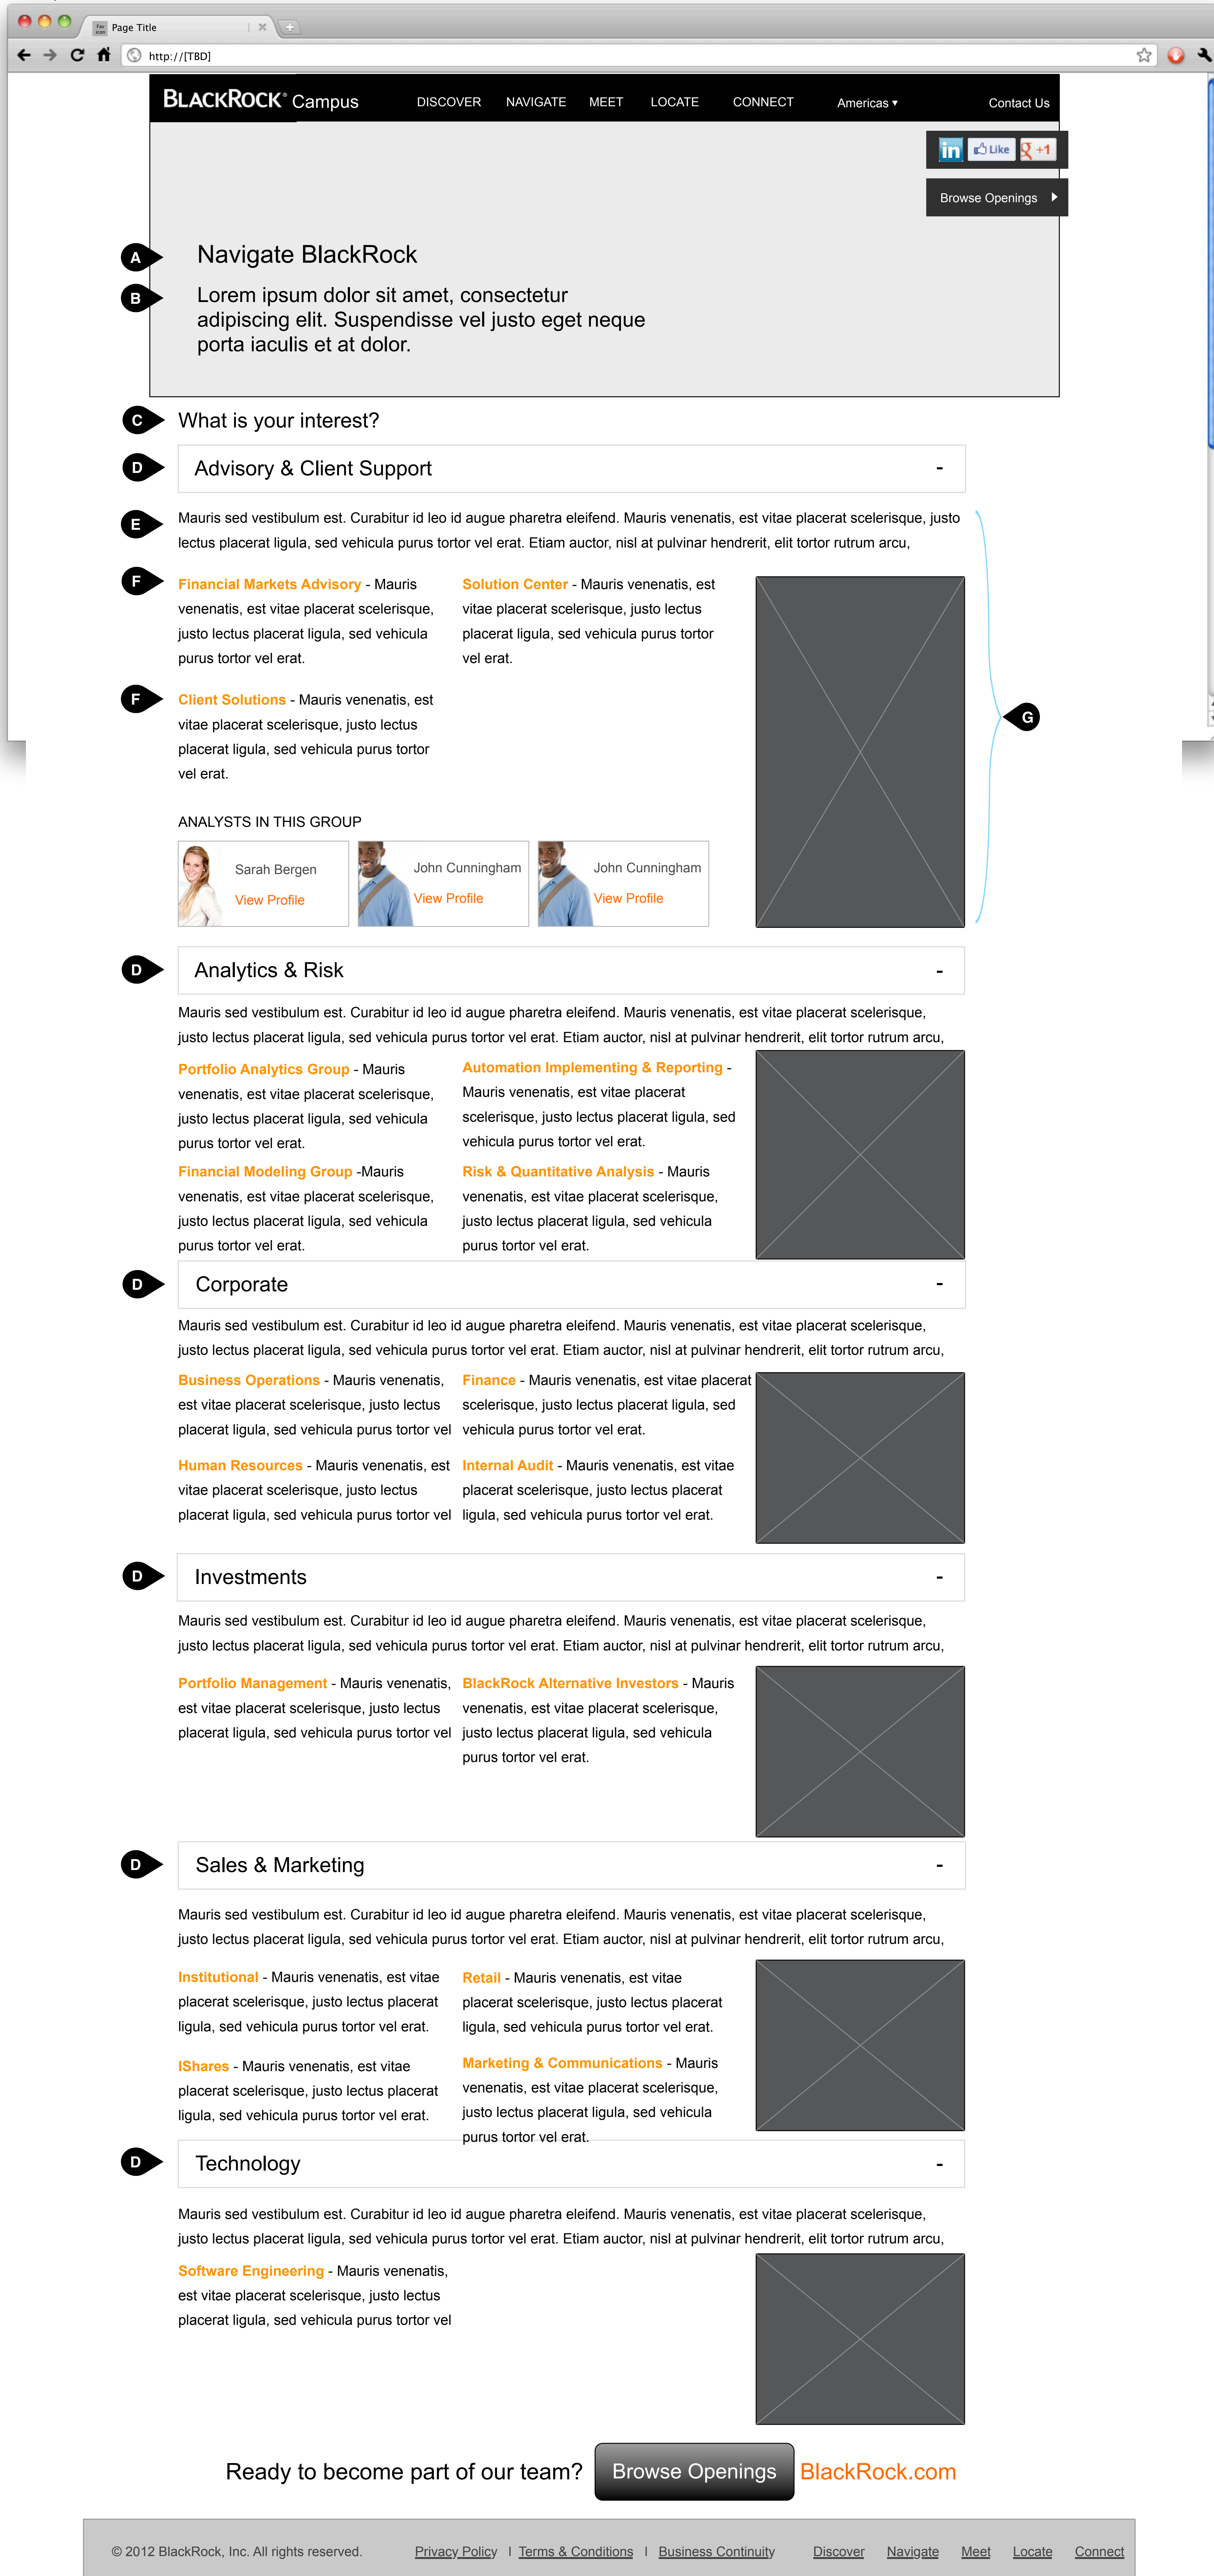 Fav
icon
Page Title
http://[TBD]
BLACKROCK® Campus DISCOVER NAVIGATE MEET LOCATE CONNECT Americas ▾ Contact Us
in Like g +1
Browse Openings
A Navigate BlackRock
B Lorem ipsum dolor sit amet, consectetur
adipiscing elit. Suspendisse vel justo eget neque
porta iaculis et at dolor.
C What is your interest?
D Advisory & Client Support -
E Mauris sed vestibulum est. Curabitur id leo id augue pharetra eleifend. Mauris venenatis, est vitae placerat scelerisque, justo
lectus placerat ligula, sed vehicula purus tortor vel erat. Etiam auctor, nisl at pulvinar hendrerit, elit tortor rutrum arcu,
F Financial Markets Advisory - Mauris
venenatis, est vitae placerat scelerisque,
justo lectus placerat ligula, sed vehicula
purus tortor vel erat.
Solution Center - Mauris venenatis, est
vitae placerat scelerisque, justo lectus
placerat ligula, sed vehicula purus tortor
vel erat.
F Client Solutions - Mauris venenatis, est
vitae placerat scelerisque, justo lectus
placerat ligula, sed vehicula purus tortor
vel erat.
G
ANALYSTS IN THIS GROUP
Sarah Bergen
View Profile
John Cunningham
View Profile
John Cunningham
View Profile
D Analytics & Risk -
Mauris sed vestibulum est. Curabitur id leo id augue pharetra eleifend. Mauris venenatis, est vitae placerat scelerisque,
justo lectus placerat ligula, sed vehicula purus tortor vel erat. Etiam auctor, nisl at pulvinar hendrerit, elit tortor rutrum arcu,
Portfolio Analytics Group - Mauris
venenatis, est vitae placerat scelerisque,
justo lectus placerat ligula, sed vehicula
purus tortor vel erat.
Automation Implementing & Reporting -
Mauris venenatis, est vitae placerat
scelerisque, justo lectus placerat ligula, sed
vehicula purus tortor vel erat.
Financial Modeling Group -Mauris
venenatis, est vitae placerat scelerisque,
justo lectus placerat ligula, sed vehicula
purus tortor vel erat.
Risk & Quantitative Analysis - Mauris
venenatis, est vitae placerat scelerisque,
justo lectus placerat ligula, sed vehicula
purus tortor vel erat.
D Corporate -
Mauris sed vestibulum est. Curabitur id leo id augue pharetra eleifend. Mauris venenatis, est vitae placerat scelerisque,
justo lectus placerat ligula, sed vehicula purus tortor vel erat. Etiam auctor, nisl at pulvinar hendrerit, elit tortor rutrum arcu,
Business Operations - Mauris venenatis,
est vitae placerat scelerisque, justo lectus
placerat ligula, sed vehicula purus tortor vel
Finance - Mauris venenatis, est vitae placerat
scelerisque, justo lectus placerat ligula, sed
vehicula purus tortor vel erat.
Human Resources - Mauris venenatis, est
vitae placerat scelerisque, justo lectus
placerat ligula, sed vehicula purus tortor vel
Internal Audit - Mauris venenatis, est vitae
placerat scelerisque, justo lectus placerat
ligula, sed vehicula purus tortor vel erat.
D Investments -
Mauris sed vestibulum est. Curabitur id leo id augue pharetra eleifend. Mauris venenatis, est vitae placerat scelerisque,
justo lectus placerat ligula, sed vehicula purus tortor vel erat. Etiam auctor, nisl at pulvinar hendrerit, elit tortor rutrum arcu,
Portfolio Management - Mauris venenatis,
est vitae placerat scelerisque, justo lectus
placerat ligula, sed vehicula purus tortor vel
BlackRock Alternative Investors - Mauris
venenatis, est vitae placerat scelerisque,
justo lectus placerat ligula, sed vehicula
purus tortor vel erat.
D Sales & Marketing -
Mauris sed vestibulum est. Curabitur id leo id augue pharetra eleifend. Mauris venenatis, est vitae placerat scelerisque,
justo lectus placerat ligula, sed vehicula purus tortor vel erat. Etiam auctor, nisl at pulvinar hendrerit, elit tortor rutrum arcu,
Institutional - Mauris venenatis, est vitae
placerat scelerisque, justo lectus placerat
ligula, sed vehicula purus tortor vel erat.
Retail - Mauris venenatis, est vitae
placerat scelerisque, justo lectus placerat
ligula, sed vehicula purus tortor vel erat.
IShares - Mauris venenatis, est vitae
placerat scelerisque, justo lectus placerat
ligula, sed vehicula purus tortor vel erat.
Marketing & Communications - Mauris
venenatis, est vitae placerat scelerisque,
justo lectus placerat ligula, sed vehicula
purus tortor vel erat.
D Technology -
Mauris sed vestibulum est. Curabitur id leo id augue pharetra eleifend. Mauris venenatis, est vitae placerat scelerisque,
justo lectus placerat ligula, sed vehicula purus tortor vel erat. Etiam auctor, nisl at pulvinar hendrerit, elit tortor rutrum arcu,
Software Engineering - Mauris venenatis,
est vitae placerat scelerisque, justo lectus
placerat ligula, sed vehicula purus tortor vel
Ready to become part of our team? Browse Openings BlackRock.com
© 2012 BlackRock, Inc. All rights reserved. Privacy Policy | Terms & Conditions | Business Continuity Discover Navigate Meet Locate Connect